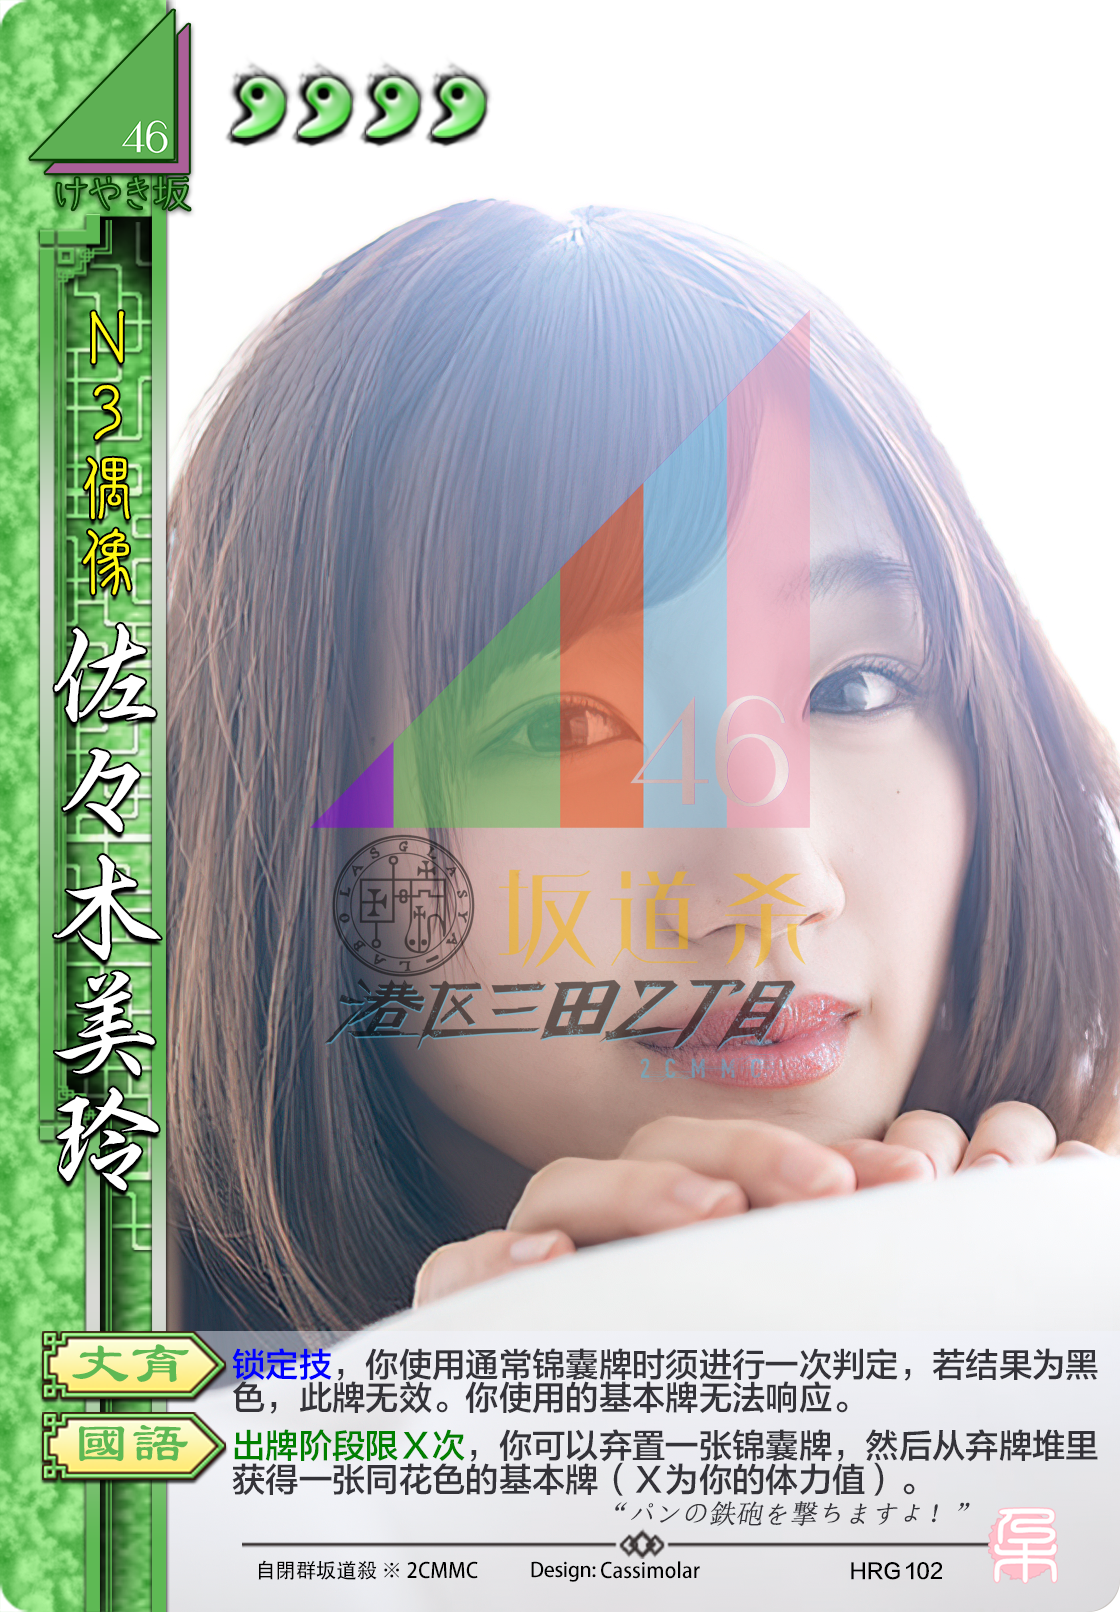 46
けやき坂
N3偶像
佐々木美玲
46
GLASYALABOLAS
坂道杀
港区三田2丁目
2CMMC
丈育
锁定技，你使用通常锦囊牌时须进行一次判定，若结果为黑
色，此牌无效。你使用的基本牌无法响应。
國語
出牌阶段限X次，你可以弃置一张锦囊牌，然后从弃牌堆里
获得一张同花色的基本牌（X为你的体力值）。
“パンの鉄砲を撃ちますよ！”
自閉群坂道殺 ※ 2CMMC Design: Cassimolar HRG102